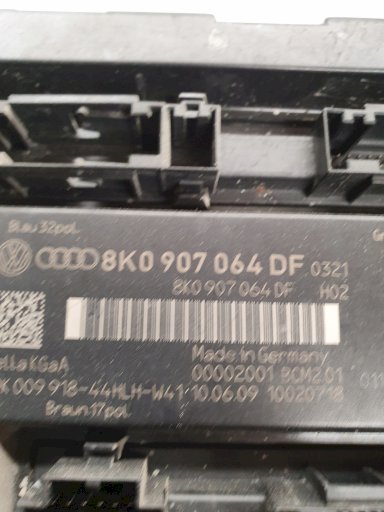 Blau 32pol.
8K0 907 064 DF 0321
8K0 907 064 DF H02
Made in Germany
00002001 BCM2.01
K 009 918-44HLH-W41 10.06.09 10020718
Braun 17pol.